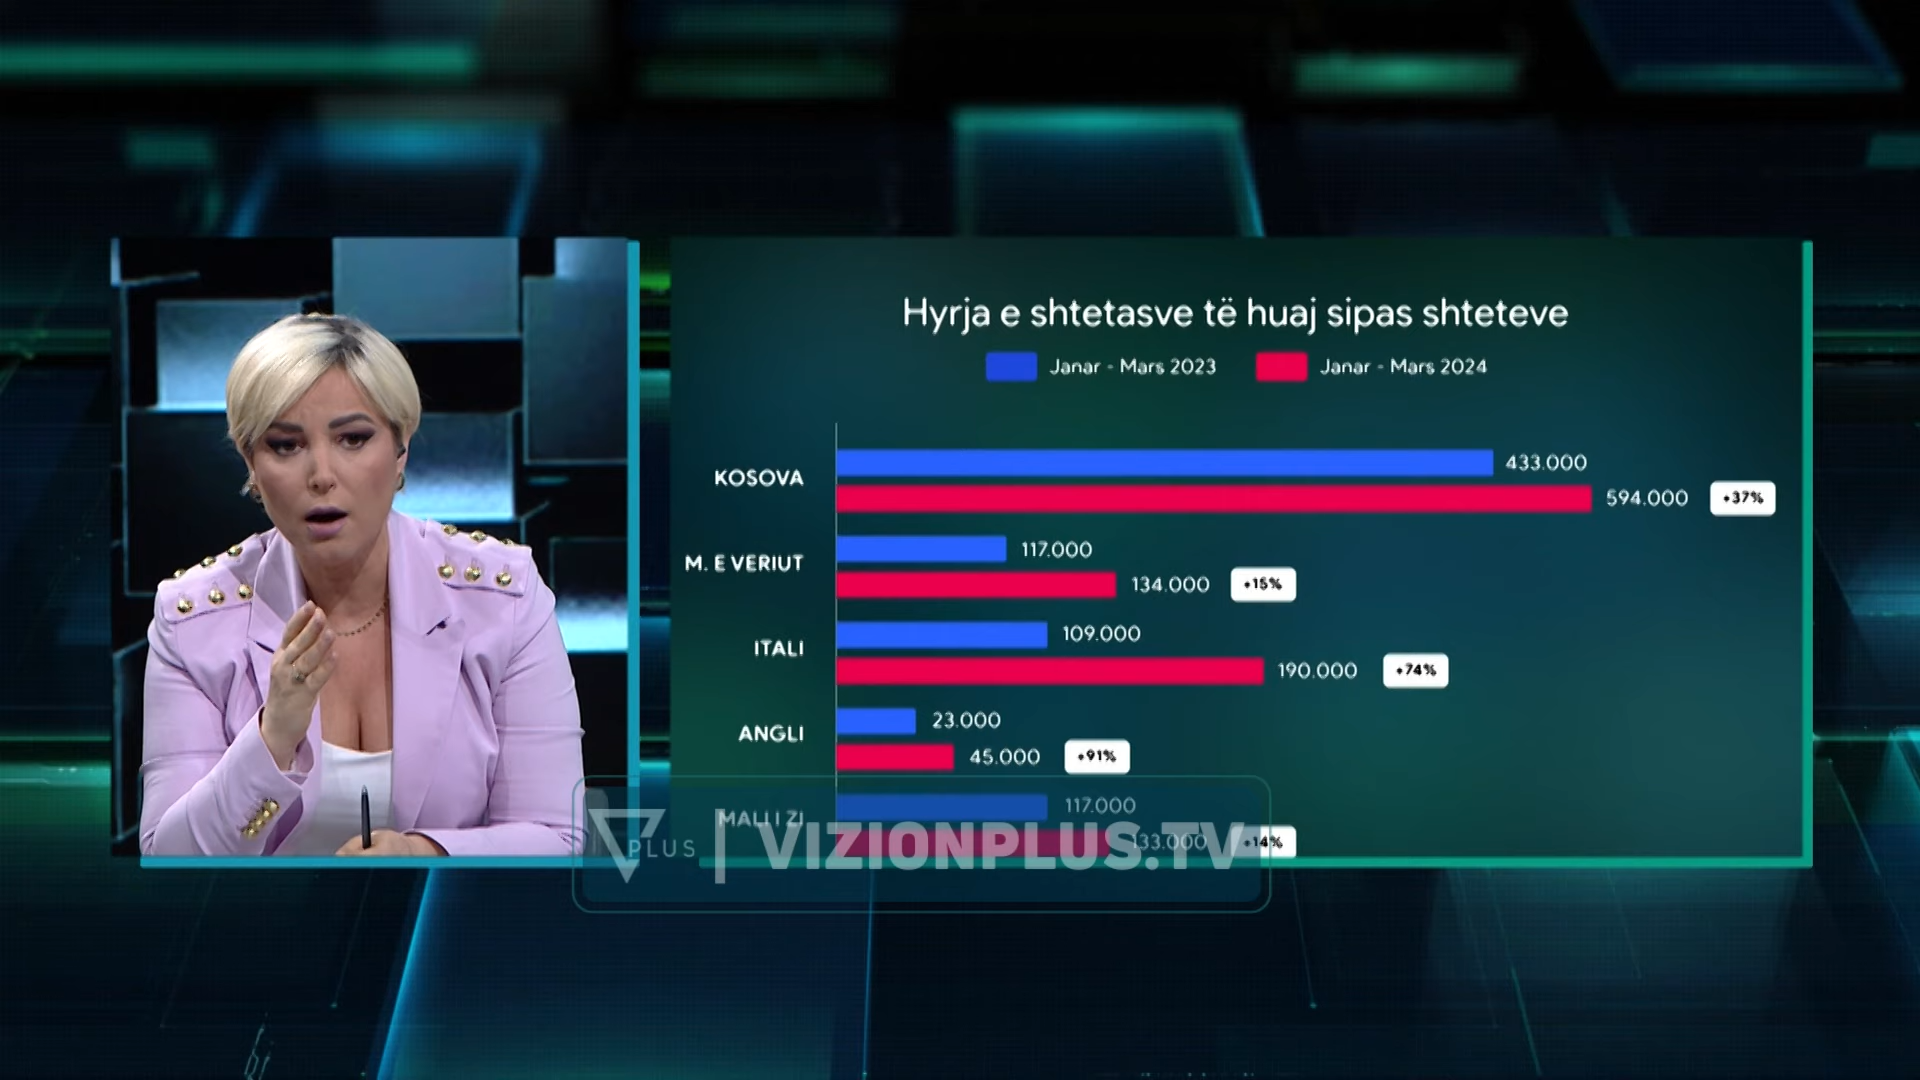 Hyrja e shtetasve të huaj sipas shteteve
Janar - Mars 2023 Janar - Mars 2024
KOSOVA
433.000
594.000 +37%
M. E VERIUT
117.000
134.000 +15%
ITALI
109.000
190.000 +74%
ANGLI
23.000
45.000 +91%
MALI I ZI
117.000
133.000 +14%
PLUS | VIZIONPLUS.TV